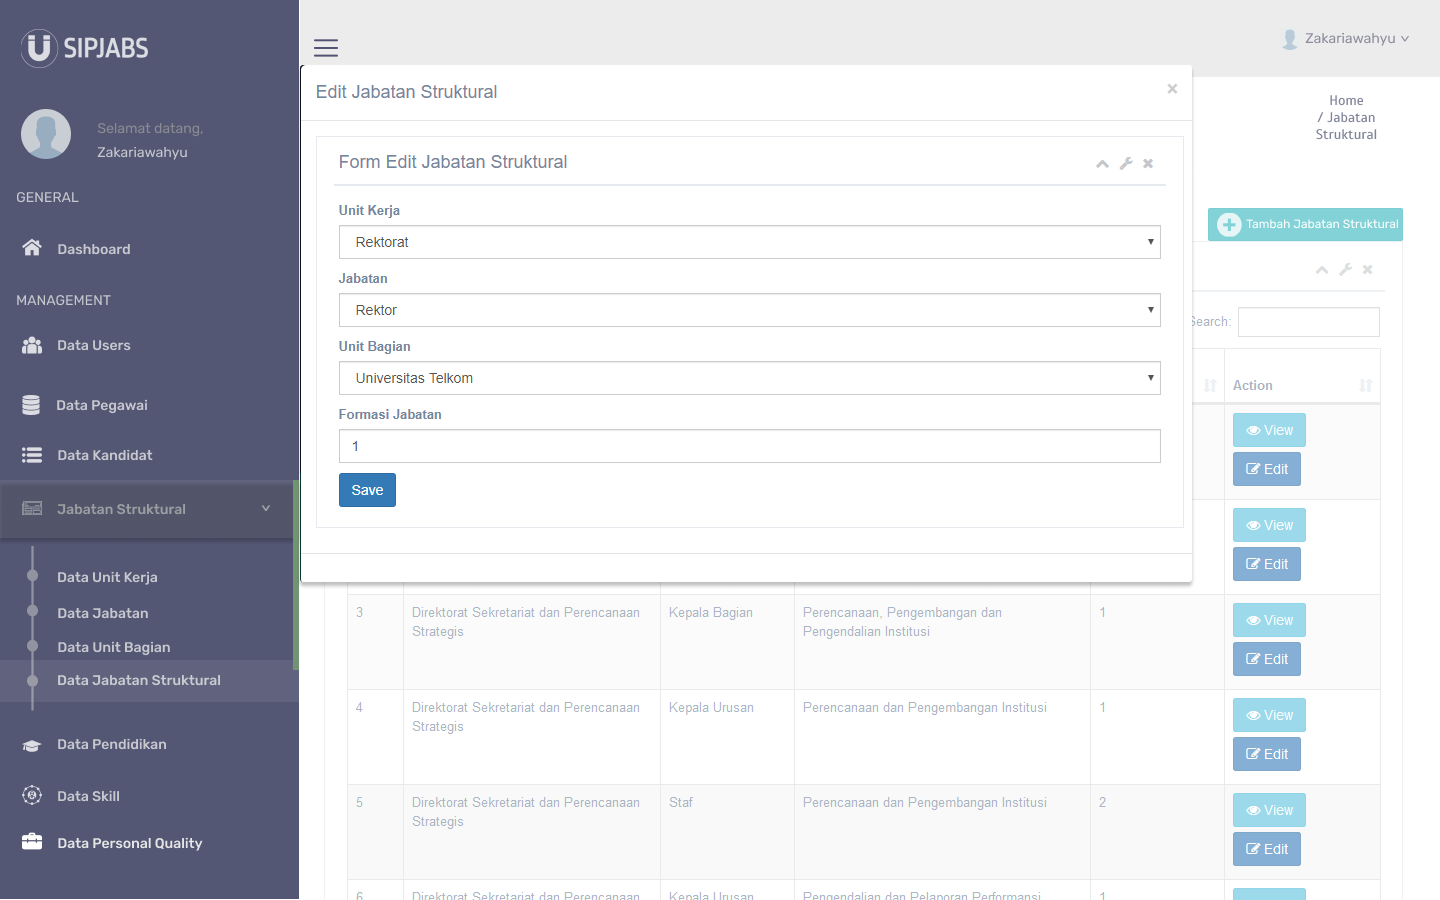 SIPJABS
Zakariawahyu
Selamat datang,
Zakariawahyu
GENERAL
Dashboard
MANAGEMENT
Data Users
Data Pegawai
Data Kandidat
Jabatan Struktural
Data Unit Kerja
Data Jabatan
Data Unit Bagian
Data Jabatan Struktural
Data Pendidikan
Data Skill
Data Personal Quality
Home
/ Jabatan
Struktural
Tambah Jabatan Struktural
Edit Jabatan Struktural
Form Edit Jabatan Struktural
Unit Kerja
Rektorat
Jabatan
Rektor
Unit Bagian
Universitas Telkom
Formasi Jabatan
1
Save
Search:
Action
View
Edit
View
Edit
3 Direktorat Sekretariat dan Perencanaan Kepala Bagian Perencanaan, Pengembangan dan 1 View
Strategis Pengendalian Institusi
Edit
4 Direktorat Sekretariat dan Perencanaan Kepala Urusan Perencanaan dan Pengembangan Institusi 1 View
Strategis
Edit
5 Direktorat Sekretariat dan Perencanaan Staf Perencanaan dan Pengembangan Institusi 2 View
Strategis
Edit
6 Direktorat Sekretariat dan Perencanaan Kepala Urusan Pengendalian dan Pelaporan Performansi 1